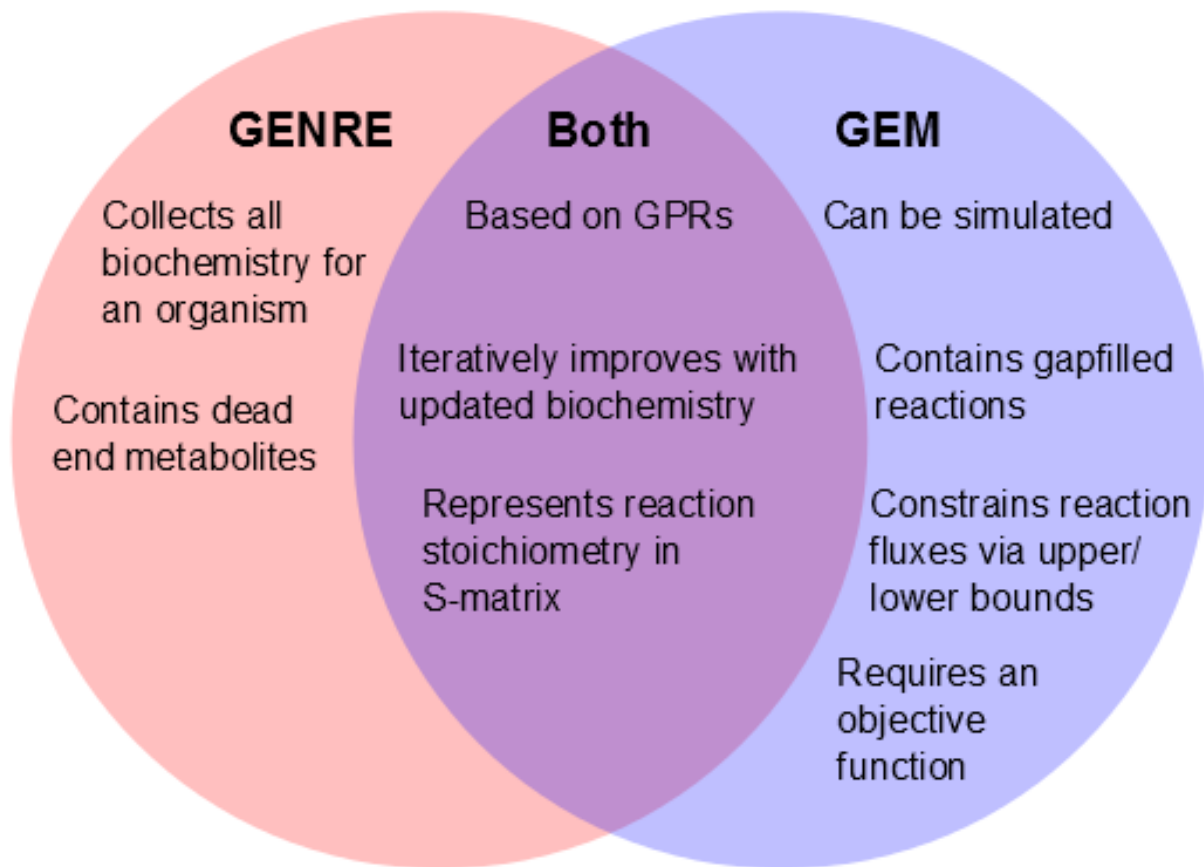 GENRE
Collects all
biochemistry for
an organism
Contains dead
end metabolites
Both
Based on GPRs
Iteratively improves with
updated biochemistry
Represents reaction
stoichiometry in
S-matrix
GEM
Can be simulated
Contains gapfilled
reactions
Constrains reaction
fluxes via upper/
lower bounds
Requires an
objective
function